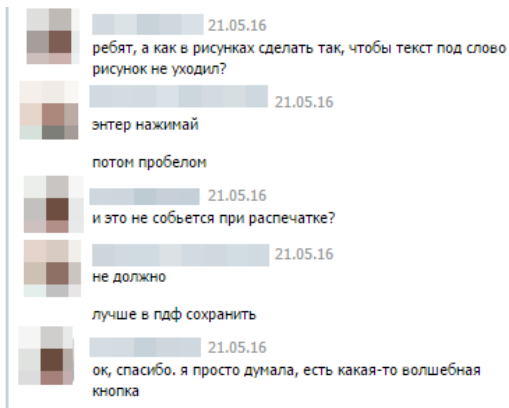 21.05.16
ребят, а как в рисунках сделать так, чтобы текст под слово
рисунок не уходил?
21.05.16
энтер нажимай
потом пробелом
21.05.16
и это не собьется при распечатке?
21.05.16
не должно
лучше в пдф сохранить
21.05.16
ок, спасибо. я просто думала, есть какая-то волшебная
кнопка